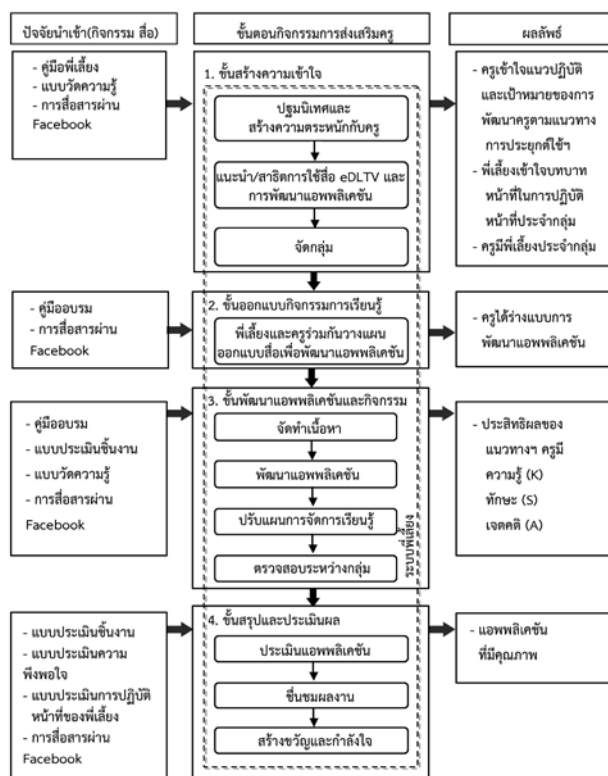 ปัจจัยนำเข้า(กิจกรรม สื่อ)
ขั้นตอนกิจกรรมการส่งเสริมครู
ผลลัพธ์
- คู่มือพี่เลี้ยง
- แบบวัดความรู้
- การสื่อสารผ่าน
Facebook
1. ขั้นสร้างความเข้าใจ
ปฐมนิเทศและ
สร้างความตระหนักกับครู
แนะนำ/สาธิตการใช้สื่อ eDLTV และ
การพัฒนาแอพพลิเคชัน
จัดกลุ่ม
- ครูเข้าใจแนวปฏิบัติ
และเป้าหมายของการ
พัฒนาครูตามแนวทาง
การประยุกต์ใช้ฯ
- พี่เลี้ยงเข้าใจบทบาท
หน้าที่ในการปฏิบัติ
หน้าที่ประจำกลุ่ม
- ครูมีพี่เลี้ยงประจำกลุ่ม
- คู่มืออบรม
- การสื่อสารผ่าน
Facebook
2. ขั้นออกแบบกิจกรรมการเรียนรู้
พี่เลี้ยงและครูร่วมกันวางแผน
ออกแบบสื่อเพื่อพัฒนาแอพพลิเคชัน
- ครูได้ร่างแบบการ
พัฒนาแอพพลิเคชัน
- คู่มืออบรม
- แบบประเมินชิ้นงาน
- แบบวัดความรู้
- การสื่อสารผ่าน
Facebook
3. ขั้นพัฒนาแอพพลิเคชันและกิจกรรม
จัดทำเนื้อหา
พัฒนาแอพพลิเคชัน
ปรับแผนการจัดการเรียนรู้
ตรวจสอบระหว่างกลุ่ม
ระบบพี่เลี้ยง
- ประสิทธิผลของ
แนวทางฯ ครูมี
ความรู้ (K)
ทักษะ (S)
เจตคติ (A)
- แบบประเมินชิ้นงาน
- แบบประเมินความ
พึงพอใจ
- แบบประเมินการปฏิบัติ
หน้าที่ของพี่เลี้ยง
- การสื่อสารผ่าน
Facebook
4. ขั้นสรุปและประเมินผล
ประเมินแอพพลิเคชัน
ชื่นชมผลงาน
สร้างขวัญและกำลังใจ
- แอพพลิเคชัน
ที่มีคุณภาพ